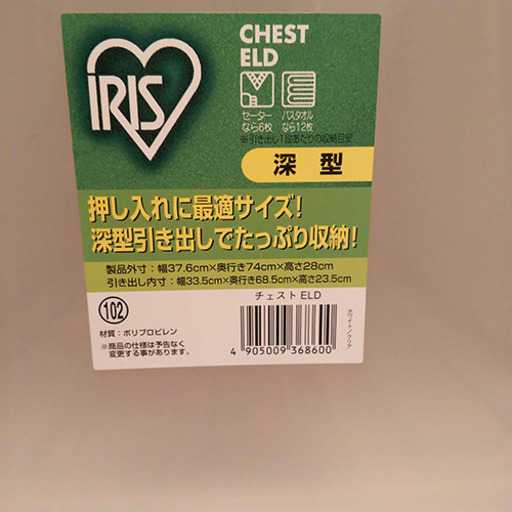 IRIS
CHEST
ELD
セーター
なら6枚
バスタオル
なら12枚
※引き出し1段あたりの収納目安
深型
押し入れに最適サイズ!
深型引き出しでたっぷり収納!
製品外寸：幅37.6cm×奥行き74cm×高さ28cm
引き出し内寸：幅33.5cm×奥行き68.5cm×高さ23.5cm
102
チェスト ELD
材質：ポリプロピレン
※商品の仕様は予告なく
変更する事があります。
4 905009 368600
ホワイト/クリア